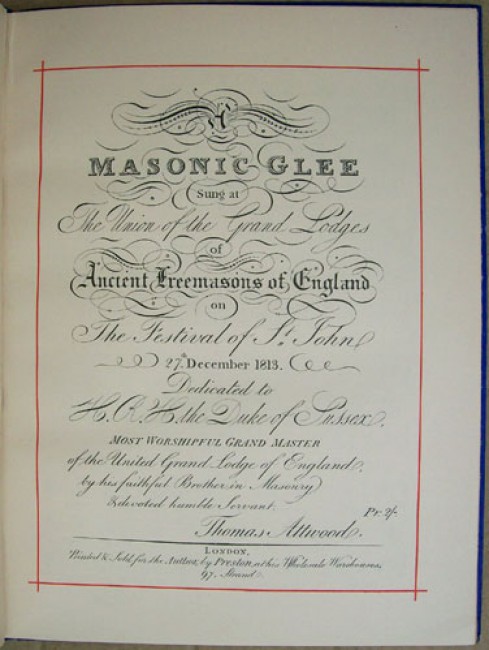 A
MASONIC GLEE
Sung at
The Union of the Grand Lodges
of
Ancient Freemasons of England
on
The Festival of St. John
27th. December 1813.
Dedicated to
H.R.H. the Duke of Sussex.
MOST WORSHIPFUL GRAND MASTER
of the United Grand Lodge of England.
by his faithful Brother in Masonry
& devoted humble Servant.
Pr. 2/-
Thomas Attwood.
LONDON,
Printed & Sold, for the Author, by Preston, at his Wholesale Warehouses,
97, Strand.